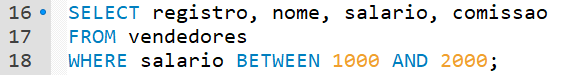 16 SELECT registro, nome, salario, comissao
17 FROM vendedores
18 WHERE salario BETWEEN 1000 AND 2000;